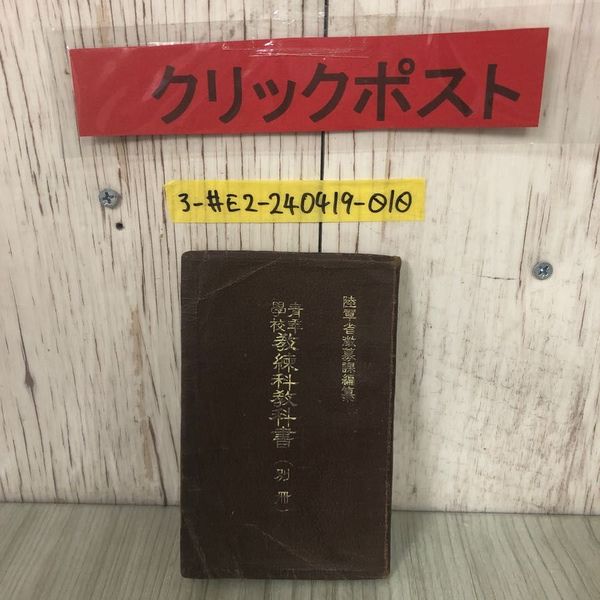 クリックポスト
3-#E2-240419-010
陸軍省徴募課編纂
青年
學校
教練科教科書
(別冊)